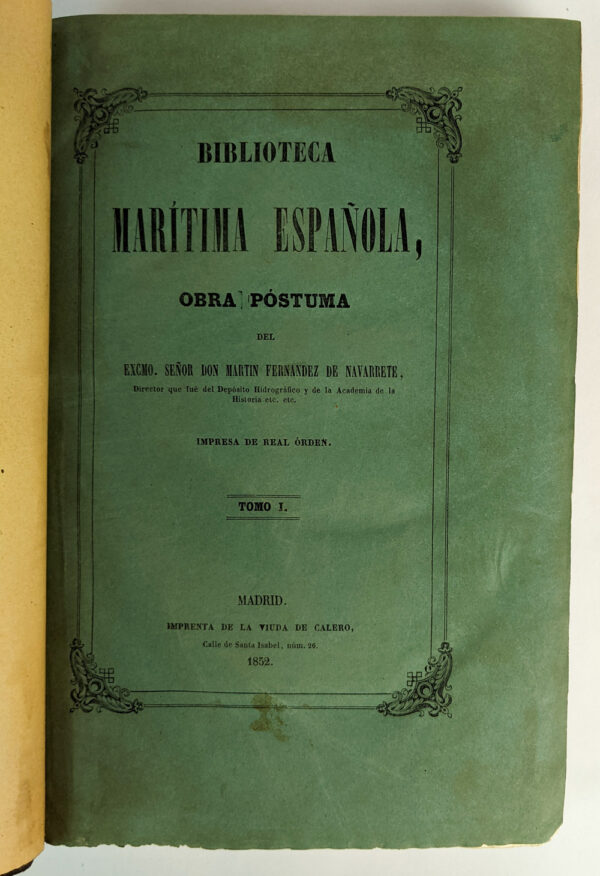 BIBLIOTECA
MARÍTIMA ESPAÑOLA,
OBRA PÓSTUMA
DEL
EXCMO. SEÑOR DON MARTIN FERNANDEZ DE NAVARRETE,
Director que fué del Depósito Hidrográfico y de la Academia de la
Historia etc. etc.
IMPRESA DE REAL ÓRDEN.
TOMO I.
MADRID.
IMPRENTA DE LA VIUDA DE CALERO,
Calle de Santa Isabel, núm. 26.
1852.